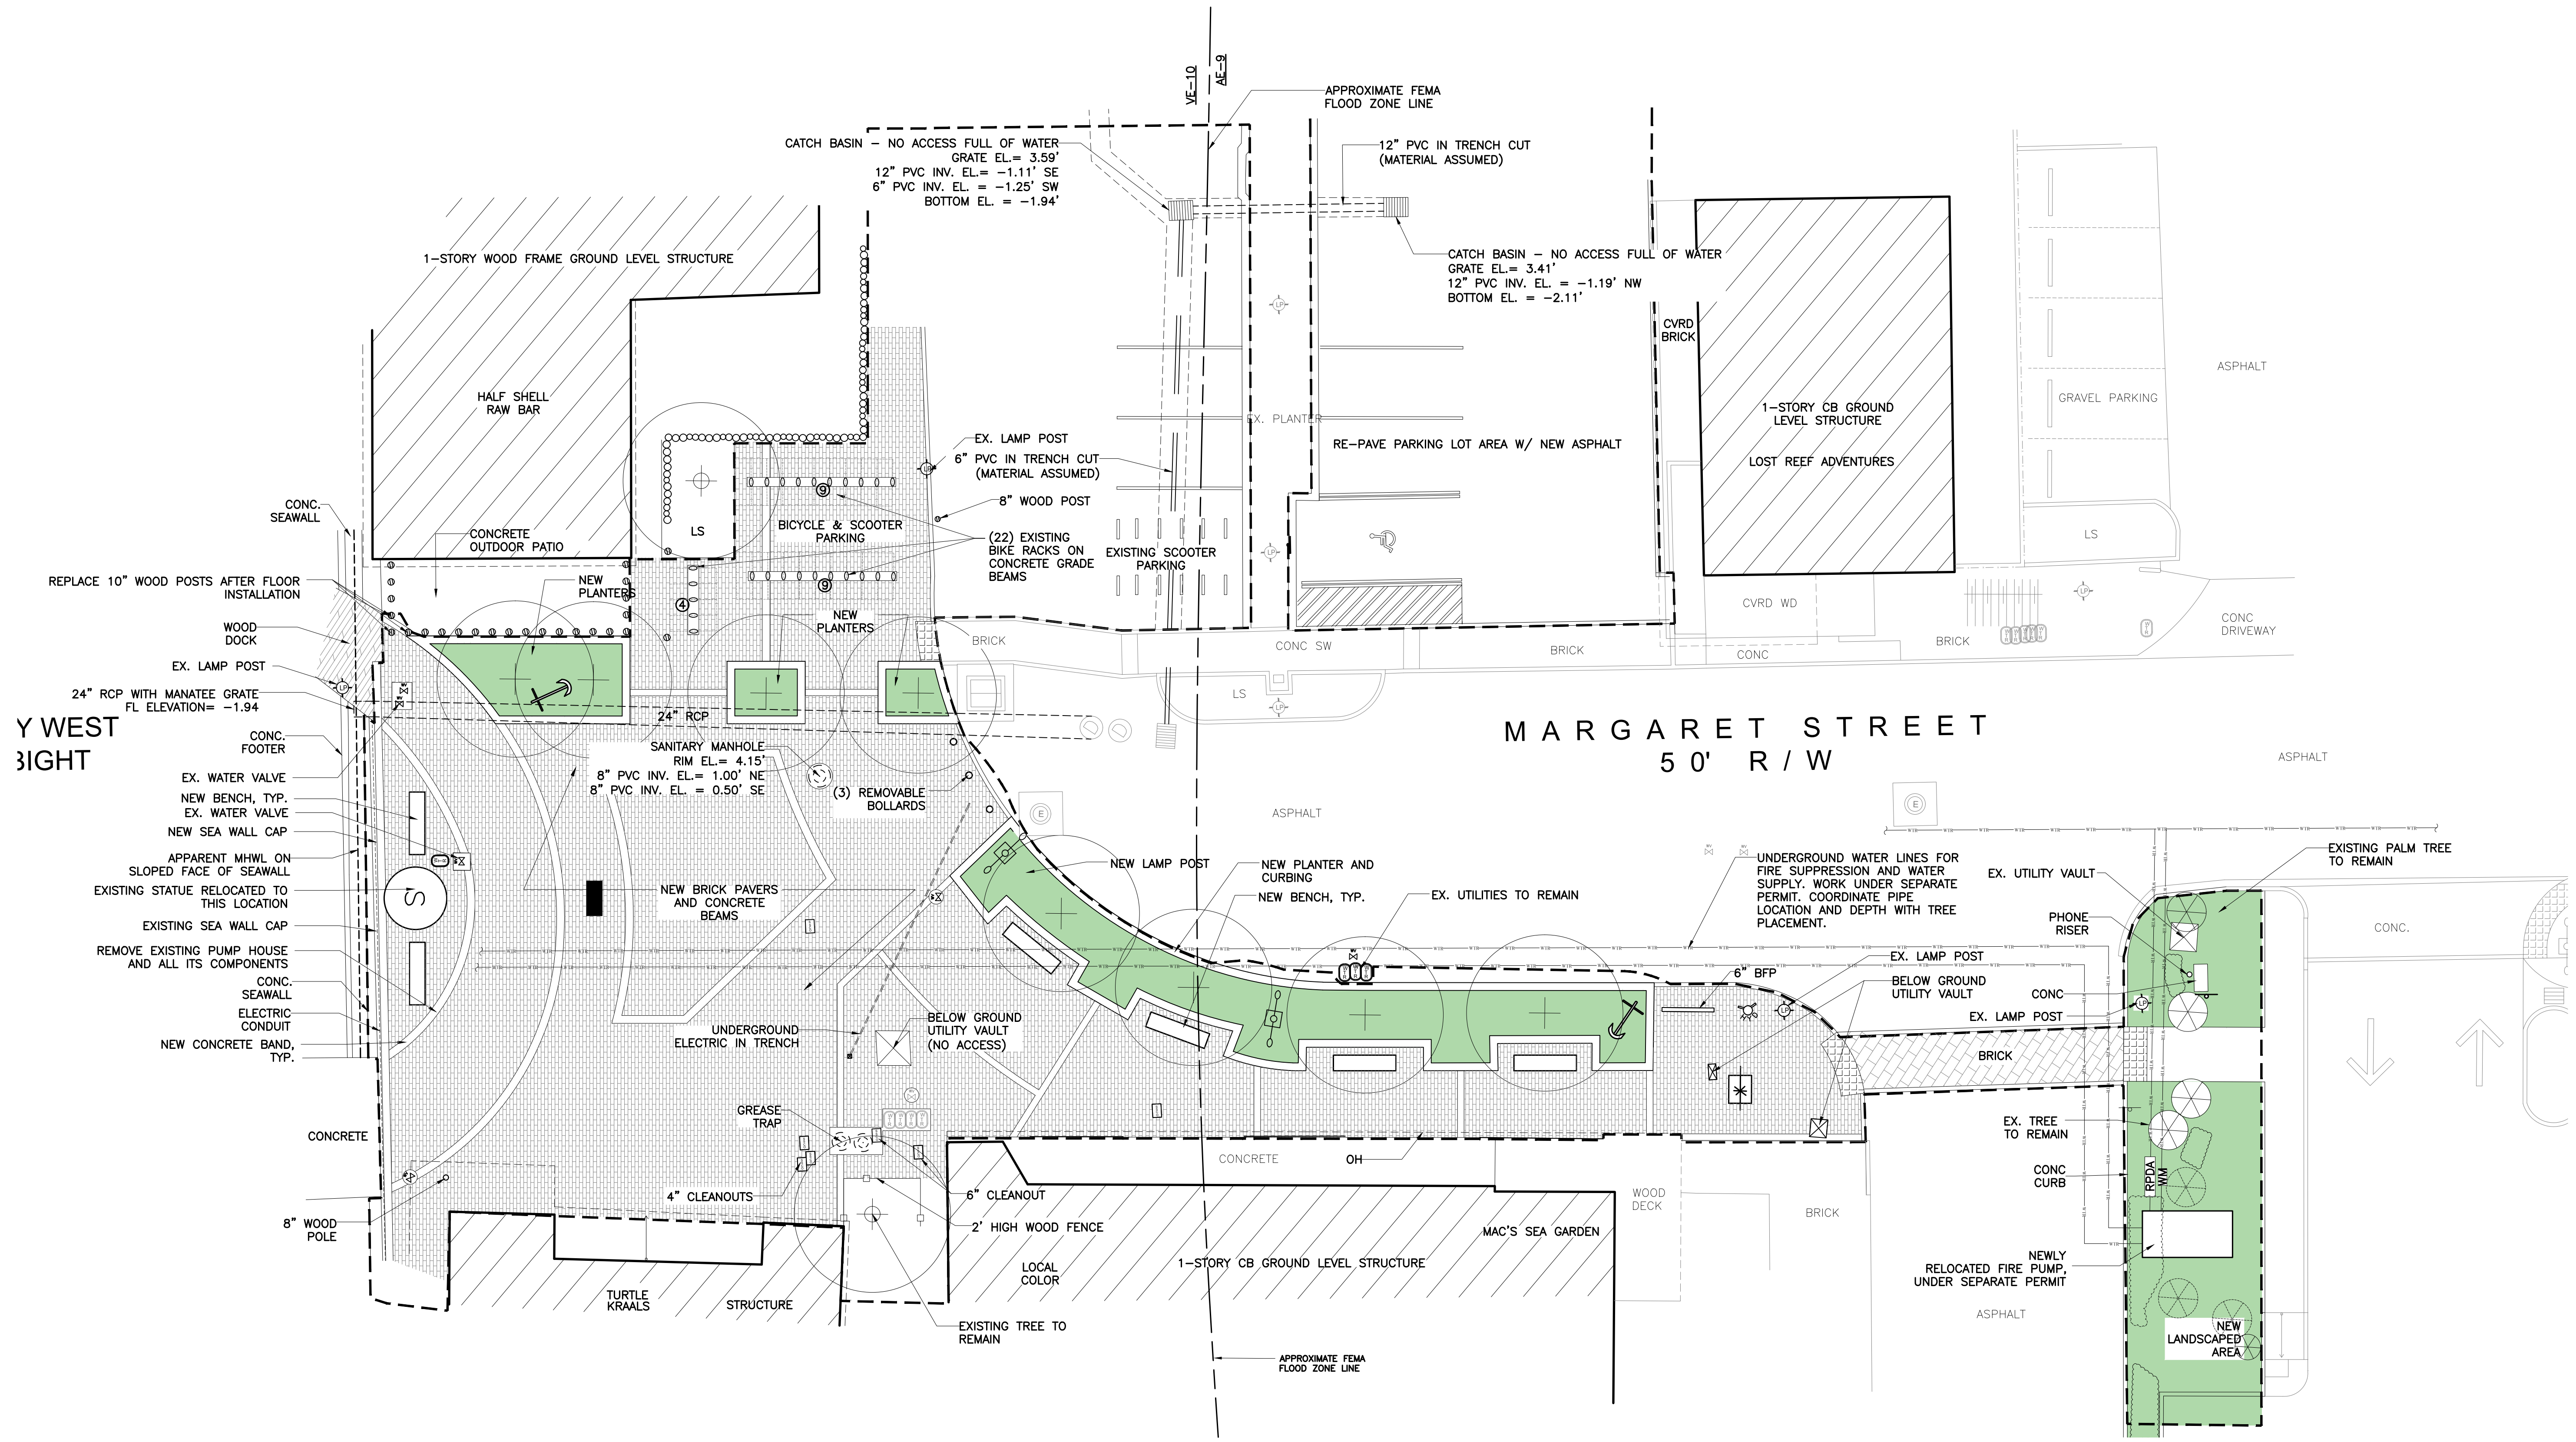 VE-10
AE-9
APPROXIMATE FEMA
FLOOD ZONE LINE
CATCH BASIN – NO ACCESS FULL OF WATER
GRATE EL.= 3.59'
12" PVC INV. EL.= -1.11' SE
6" PVC INV. EL. = -1.25' SW
BOTTOM EL. = -1.94'
12" PVC IN TRENCH CUT
(MATERIAL ASSUMED)
1-STORY WOOD FRAME GROUND LEVEL STRUCTURE
CATCH BASIN – NO ACCESS FULL OF WATER
GRATE EL.= 3.41'
12" PVC INV. EL. = -1.19' NW
BOTTOM EL. = -2.11'
LP
CVRD
BRICK
ASPHALT
HALF SHELL
RAW BAR
GRAVEL PARKING
1-STORY CB GROUND
LEVEL STRUCTURE
LOST REEF ADVENTURES
EX. PLANTER
RE-PAVE PARKING LOT AREA W/ NEW ASPHALT
EX. LAMP POST
LP
6" PVC IN TRENCH CUT
(MATERIAL ASSUMED)
8" WOOD POST
9
CONC.
SEAWALL
CONCRETE
OUTDOOR PATIO
LS
BICYCLE & SCOOTER
PARKING
(22) EXISTING
BIKE RACKS ON
CONCRETE GRADE
BEAMS
EXISTING SCOOTER
PARKING
LP
LS
REPLACE 10" WOOD POSTS AFTER FLOOR
INSTALLATION
NEW
PLANTERS
9
4
NEW
PLANTERS
CVRD WD
LP
WOOD
DOCK
BRICK
CONC SW
BRICK
CONC
BRICK
CONC
DRIVEWAY
EX. LAMP POST
LP
24" RCP WITH MANATEE GRATE
FL ELEVATION= -1.94
24" RCP
LS
LP
Y WEST
BIGHT
MARGARET STREET
50' R/W
CONC.
FOOTER
SANITARY MANHOLE
RIM EL.= 4.15'
8" PVC INV. EL.= 1.00' NE
8" PVC INV. EL. = 0.50' SE
(3) REMOVABLE
BOLLARDS
ASPHALT
EX. WATER VALVE
NEW BENCH, TYP.
EX. WATER VALVE
NEW SEA WALL CAP
APPARENT MHWL ON
SLOPED FACE OF SEAWALL
EXISTING STATUE RELOCATED TO
THIS LOCATION
S
EXISTING SEA WALL CAP
REMOVE EXISTING PUMP HOUSE
AND ALL ITS COMPONENTS
CONC.
SEAWALL
ELECTRIC
CONDUIT
NEW CONCRETE BAND,
TYP.
E
E
ASPHALT
NEW LAMP POST
NEW PLANTER AND
CURBING
NEW BENCH, TYP.
EX. UTILITIES TO REMAIN
UNDERGROUND WATER LINES FOR
FIRE SUPPRESSION AND WATER
SUPPLY. WORK UNDER SEPARATE
PERMIT. COORDINATE PIPE
LOCATION AND DEPTH WITH TREE
PLACEMENT.
EX. UTILITY VAULT
EXISTING PALM TREE
TO REMAIN
NEW BRICK PAVERS
AND CONCRETE
BEAMS
PHONE
RISER
CONC.
EX. LAMP POST
LP
6" BFP
BELOW GROUND
UTILITY VAULT
CONC
EX. LAMP POST
LP
UNDERGROUND
ELECTRIC IN TRENCH
BELOW GROUND
UTILITY VAULT
(NO ACCESS)
BRICK
GREASE
TRAP
EX. TREE
TO REMAIN
CONCRETE
CONCRETE
OH
CONC
CURB
RPDA
WM
4" CLEANOUTS
6" CLEANOUT
WOOD
DECK
BRICK
8" WOOD
POLE
2' HIGH WOOD FENCE
MAC'S SEA GARDEN
LOCAL
COLOR
1-STORY CB GROUND LEVEL STRUCTURE
NEWLY
RELOCATED FIRE PUMP,
UNDER SEPARATE PERMIT
TURTLE
KRAALS
STRUCTURE
ASPHALT
EXISTING TREE TO
REMAIN
NEW
LANDSCAPED
AREA
APPROXIMATE FEMA
FLOOD ZONE LINE